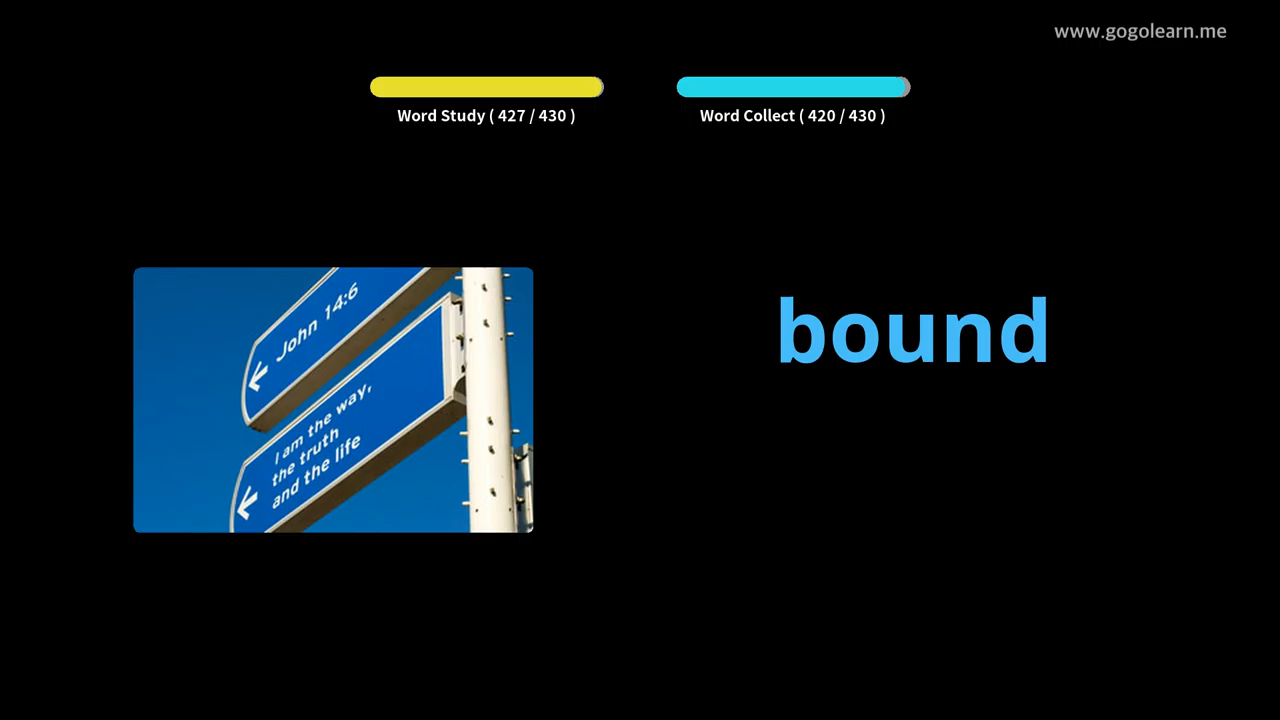 www.gogolearn.me
Word Study ( 427 / 430 )
Word Collect ( 420 / 430 )
John 14:6
I am the way,
the truth
and the life
bound